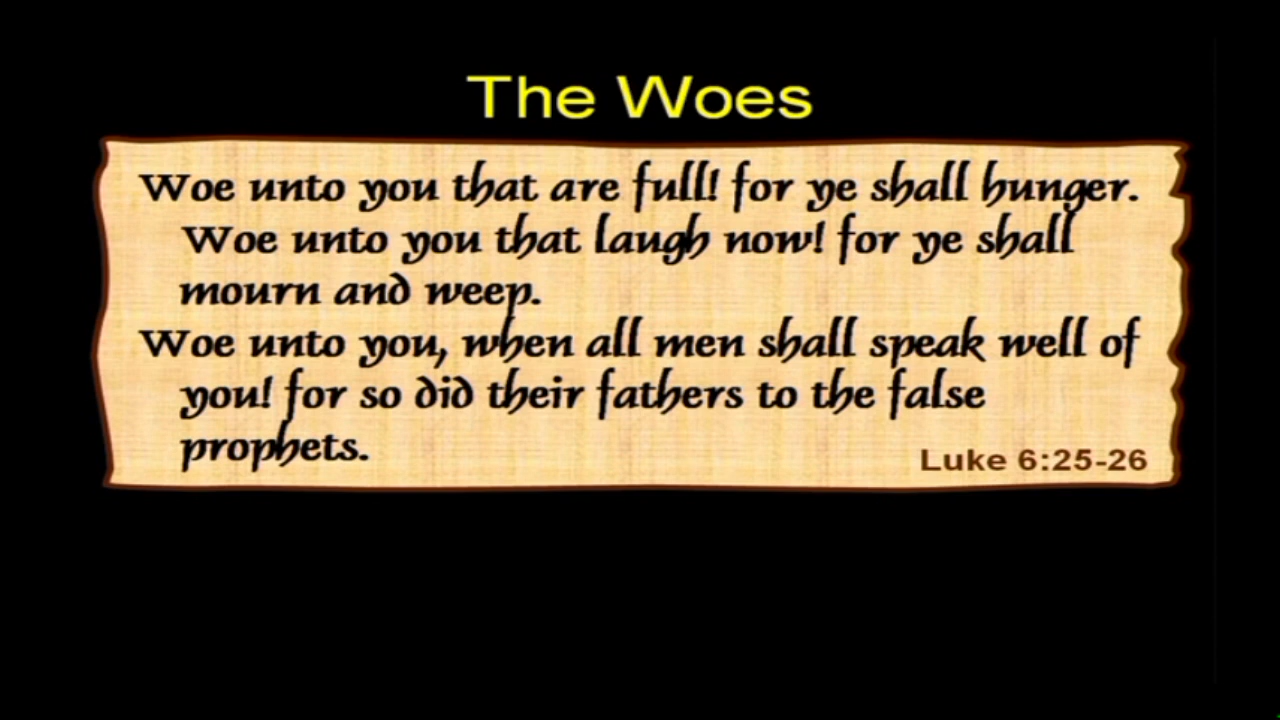 The Woes
Woe unto you that are full! for ye shall hunger.
Woe unto you that laugh now! for ye shall
mourn and weep.
Woe unto you, when all men shall speak well of
you! for so did their fathers to the false
prophets.
Luke 6:25-26